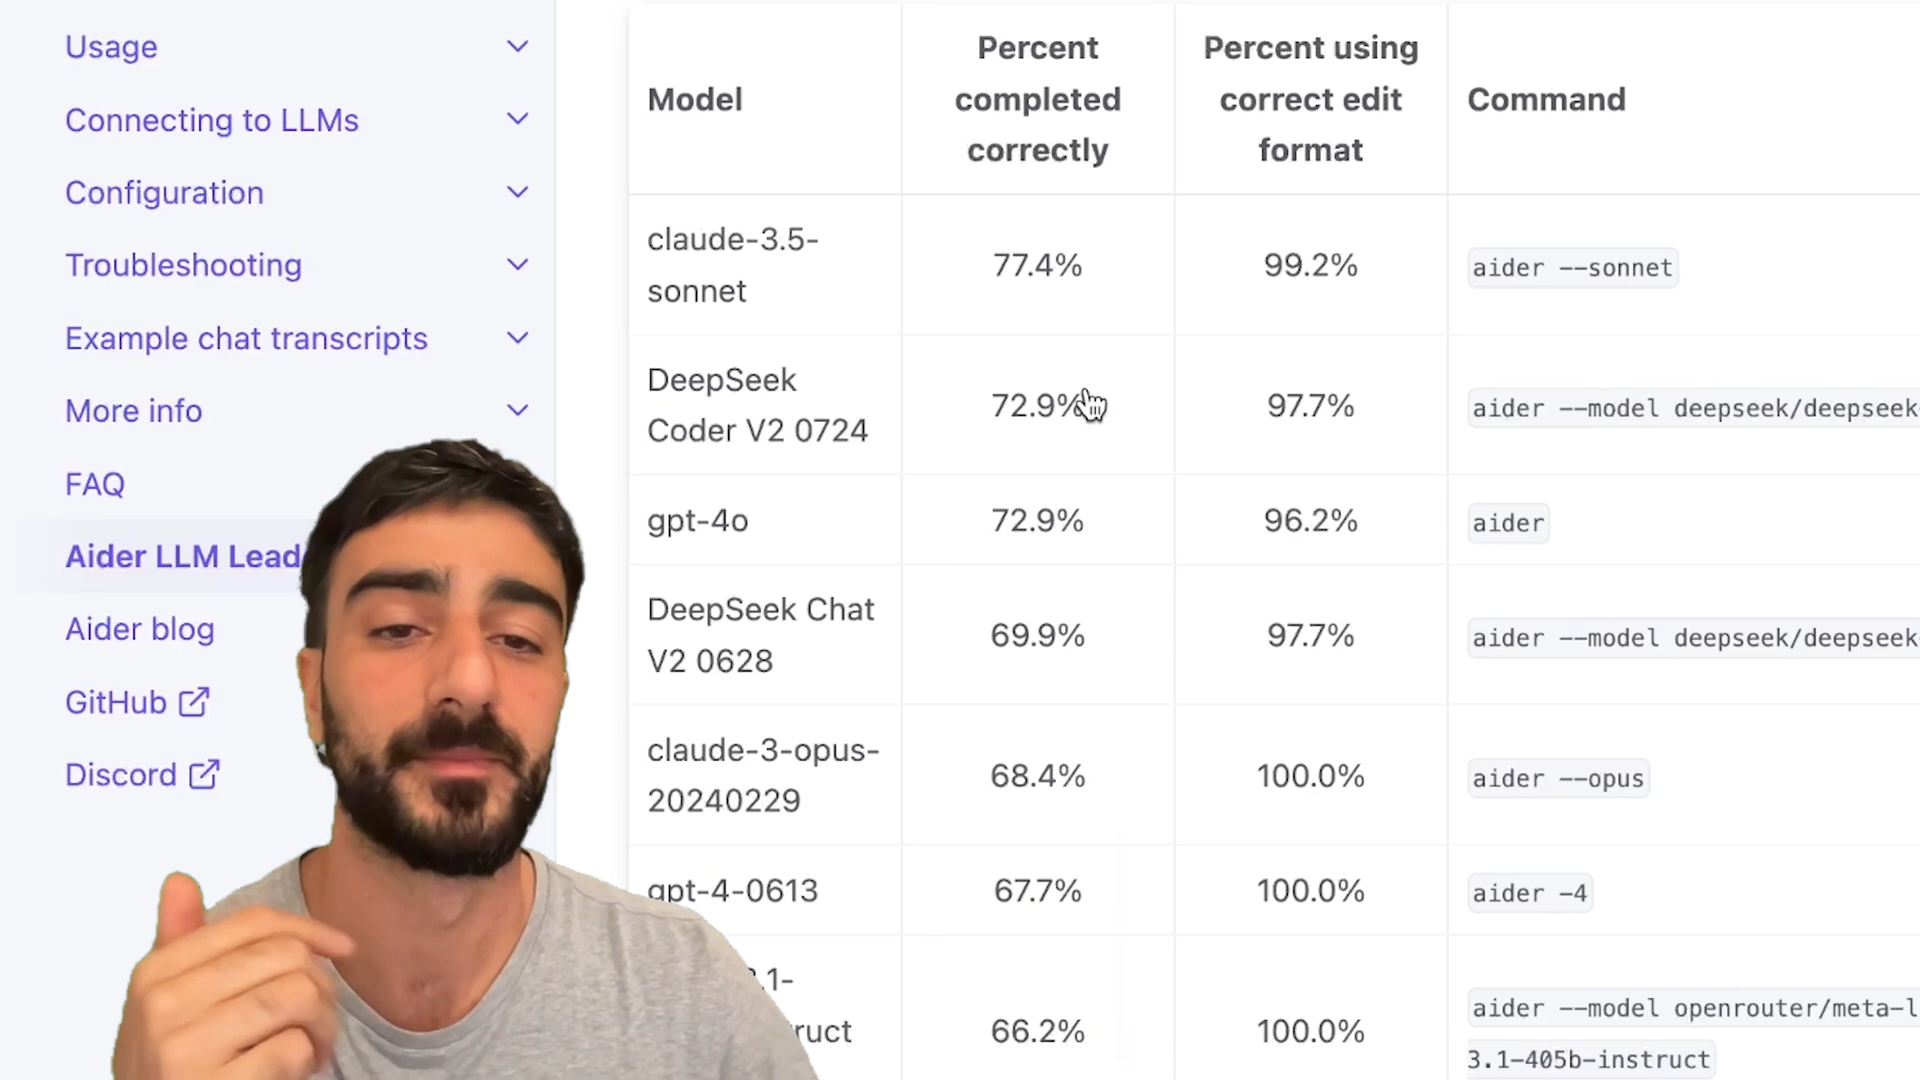 Usage
Connecting to LLMs
Configuration
Troubleshooting
Example chat transcripts
More info
FAQ
Aider LLM Lead
Aider blog
GitHub
Discord
Model
Percent
completed
correctly
Percent using
correct edit
format
Command
claude-3.5-
sonnet
77.4%
99.2%
aider --sonnet
DeepSeek
Coder V2 0724
72.9%
97.7%
aider --model deepseek/deepseek
gpt-4o
72.9%
96.2%
aider
DeepSeek Chat
V2 0628
69.9%
97.7%
aider --model deepseek/deepseek
claude-3-opus-
20240229
68.4%
100.0%
aider --opus
gpt-4-0613
67.7%
100.0%
aider -4
.1-
ruct
66.2%
100.0%
aider --model openrouter/meta-l
3.1-405b-instruct